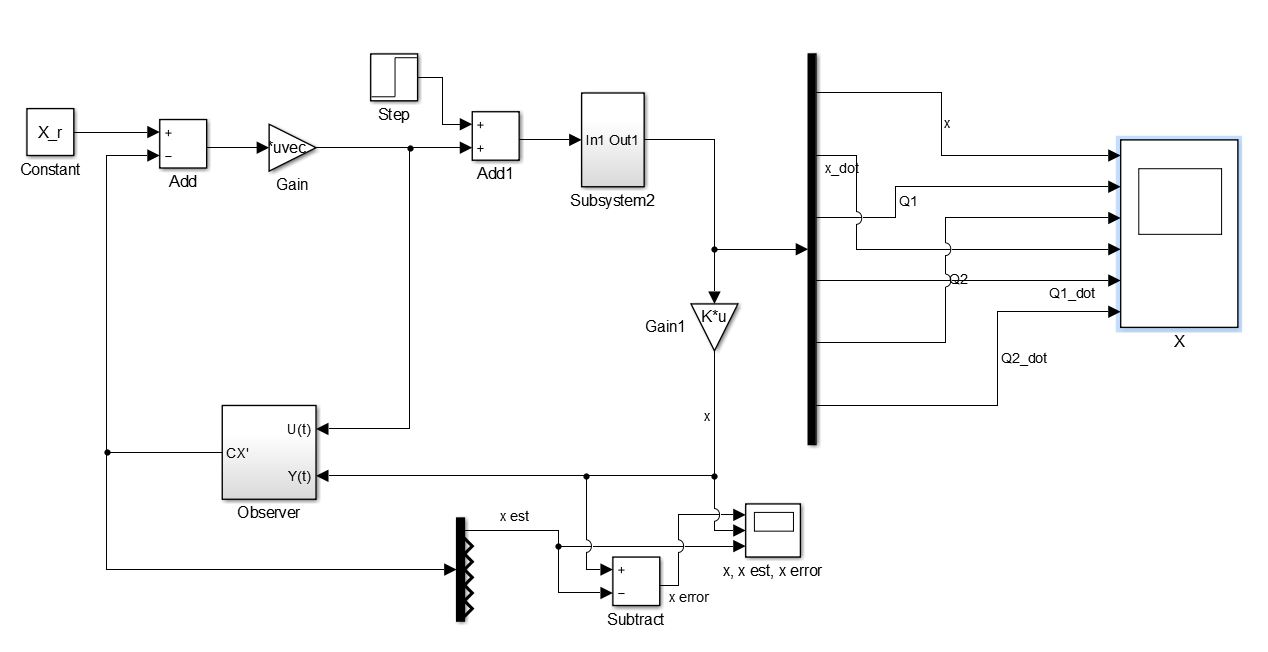 Step
X_r
Constant
+
−
Add
*uvec
Gain
+
+
Add1
In1 Out1
Subsystem2
x
x_dot
Q1
Q2
Q1_dot
Q2_dot
X
K*u
Gain1
x
U(t)
CX'
Y(t)
Observer
x est
+
−
Subtract
x error
x, x est, x error